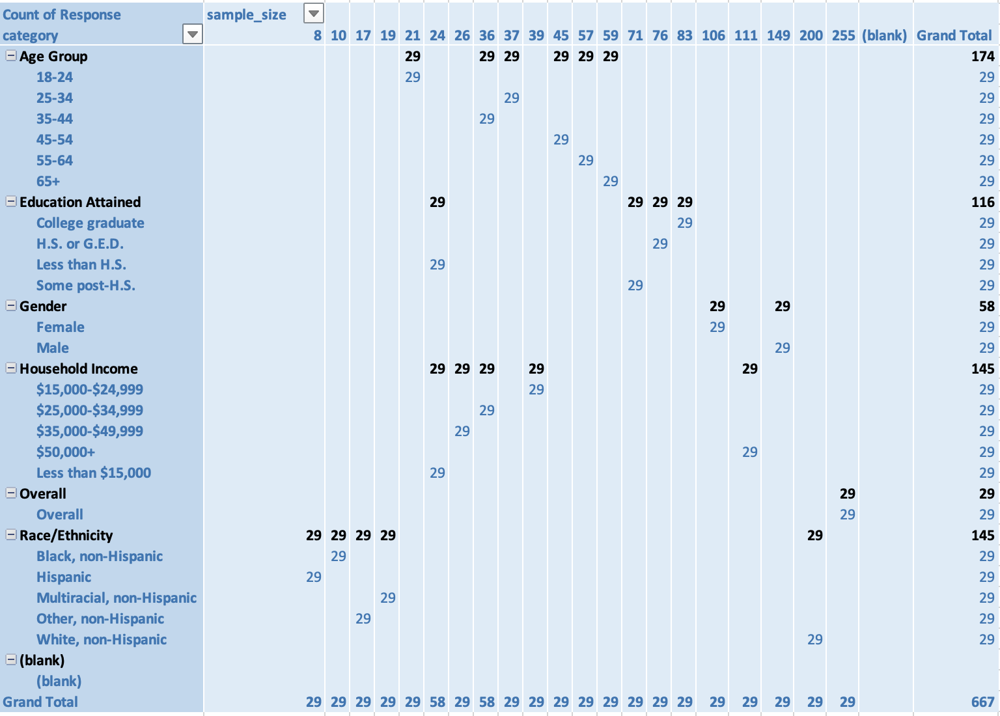 Count of Response sample_size
category 8 10 17 19 21 24 26 36 37 39 45 57 59 71 76 83 106 111 149 200 255 (blank) Grand Total
Age Group 29 29 29 29 29 29 174
18-24 29 29
25-34 29 29
35-44 29 29
45-54 29 29
55-64 29 29
65+ 29 29
Education Attained 29 29 29 29 116
College graduate 29 29
H.S. or G.E.D. 29 29
Less than H.S. 29 29
Some post-H.S. 29 29
Gender 29 29 58
Female 29 29
Male 29 29
Household Income 29 29 29 29 29 145
$15,000-$24,999 29 29
$25,000-$34,999 29 29
$35,000-$49,999 29 29
$50,000+ 29 29
Less than $15,000 29 29
Overall 29 29
Overall 29 29
Race/Ethnicity 29 29 29 29 29 145
Black, non-Hispanic 29 29
Hispanic 29 29
Multiracial, non-Hispanic 29 29
Other, non-Hispanic 29 29
White, non-Hispanic 29 29
(blank)
(blank)
Grand Total 29 29 29 29 29 58 29 58 29 29 29 29 29 29 29 29 29 29 29 29 29 667